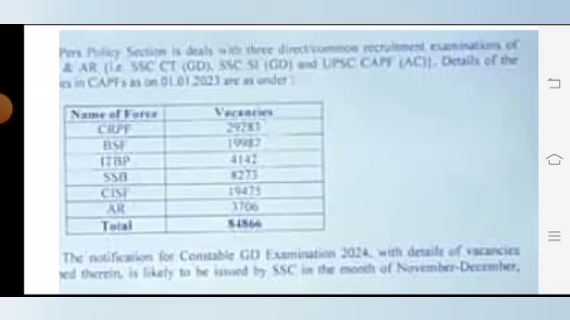 Pers Policy Section is deals with three direct/common recruitment examinations of
& AR (i.e. SSC CT (GD), SSC SI (GD) and UPSC CAPF (AC)). Details of the
es in CAPFs as on 01.01.2023 are as under :
Name of Force Vacancies
CRPF 29283
BSF 19987
ITBP 4142
SSB 8273
CISF 19475
AR 3706
Total 84866
The notification for Constable GD Examination 2024, with details of vacancies
ed therein, is likely to be issued by SSC in the month of November-December,